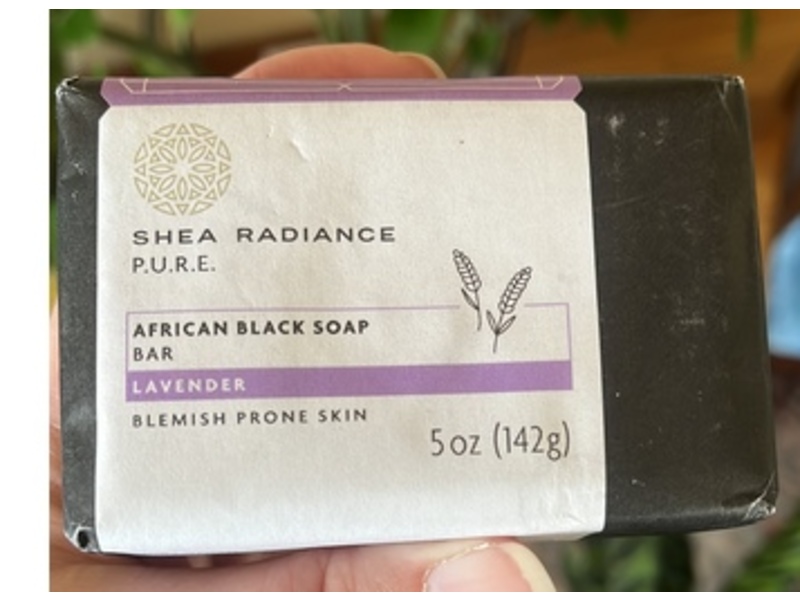 SHEA RADIANCE
P.U.R.E.
AFRICAN BLACK SOAP
BAR
LAVENDER
BLEMISH PRONE SKIN
5 oz (142g)